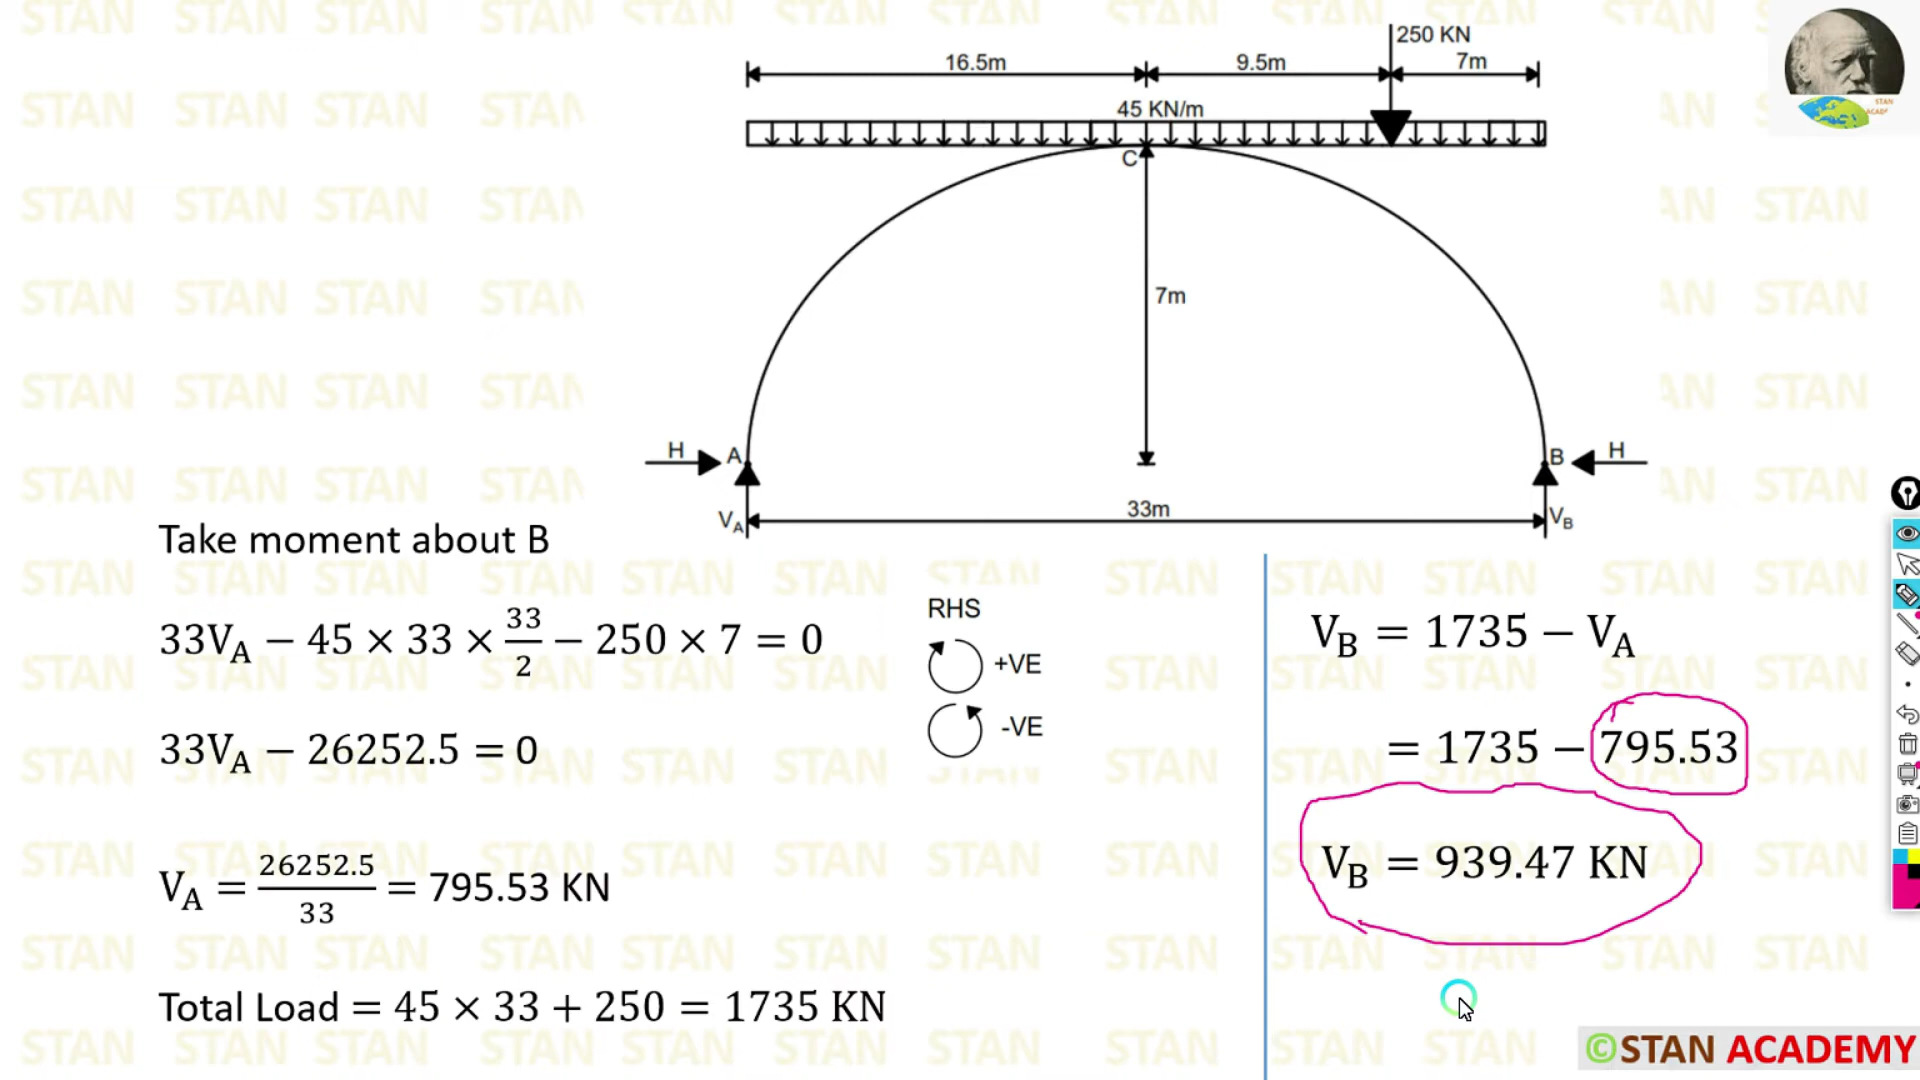 250 KN
16.5m 9.5m 7m
45 KN/m
C
7m
H A B H
33m
V_A V_B
Take moment about B
33V_A − 45 × 33 × 33/2 − 250 × 7 = 0
33V_A − 26252.5 = 0
V_A = 26252.5/33 = 795.53 KN
Total Load = 45 × 33 + 250 = 1735 KN
RHS
+VE
-VE
V_B = 1735 − V_A
= 1735 − 795.53
V_B = 939.47 KN
©STAN ACADEMY